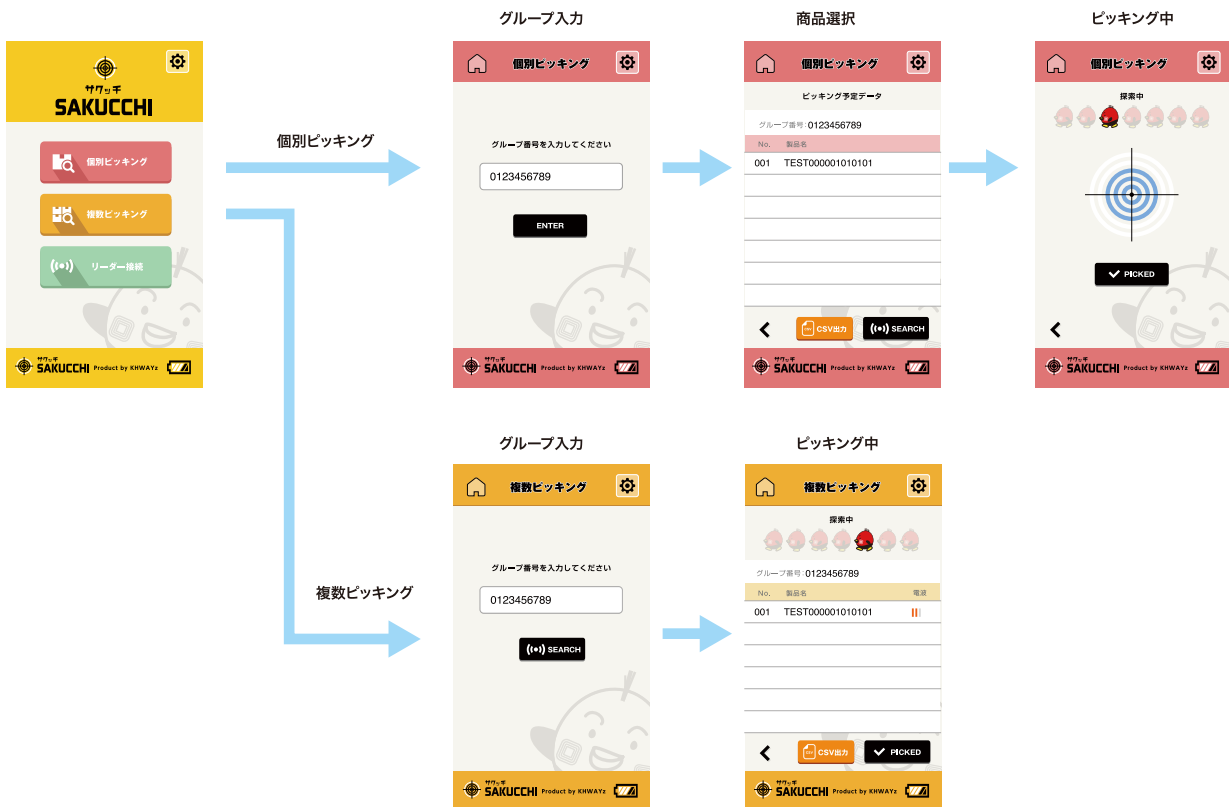 グループ入力
商品選択
ピッキング中
サクッチ
SAKUCCHI
個別ピッキング
複数ピッキング
リーダー接続
サクッチ
SAKUCCHI Product by KHWAYz
個別ピッキング
個別ピッキング
グループ番号を入力してください
0123456789
ENTER
サクッチ
SAKUCCHI Product by KHWAYz
個別ピッキング
ピッキング予定データ
グループ番号:0123456789
No. 製品名
001 TEST000001010101
CSV出力
SEARCH
サクッチ
SAKUCCHI Product by KHWAYz
個別ピッキング
探索中
PICKED
サクッチ
SAKUCCHI Product by KHWAYz
複数ピッキング
グループ入力
ピッキング中
複数ピッキング
グループ番号を入力してください
0123456789
SEARCH
サクッチ
SAKUCCHI Product by KHWAYz
複数ピッキング
探索中
グループ番号:0123456789
No. 製品名 電波
001 TEST000001010101
CSV出力
PICKED
サクッチ
SAKUCCHI Product by KHWAYz